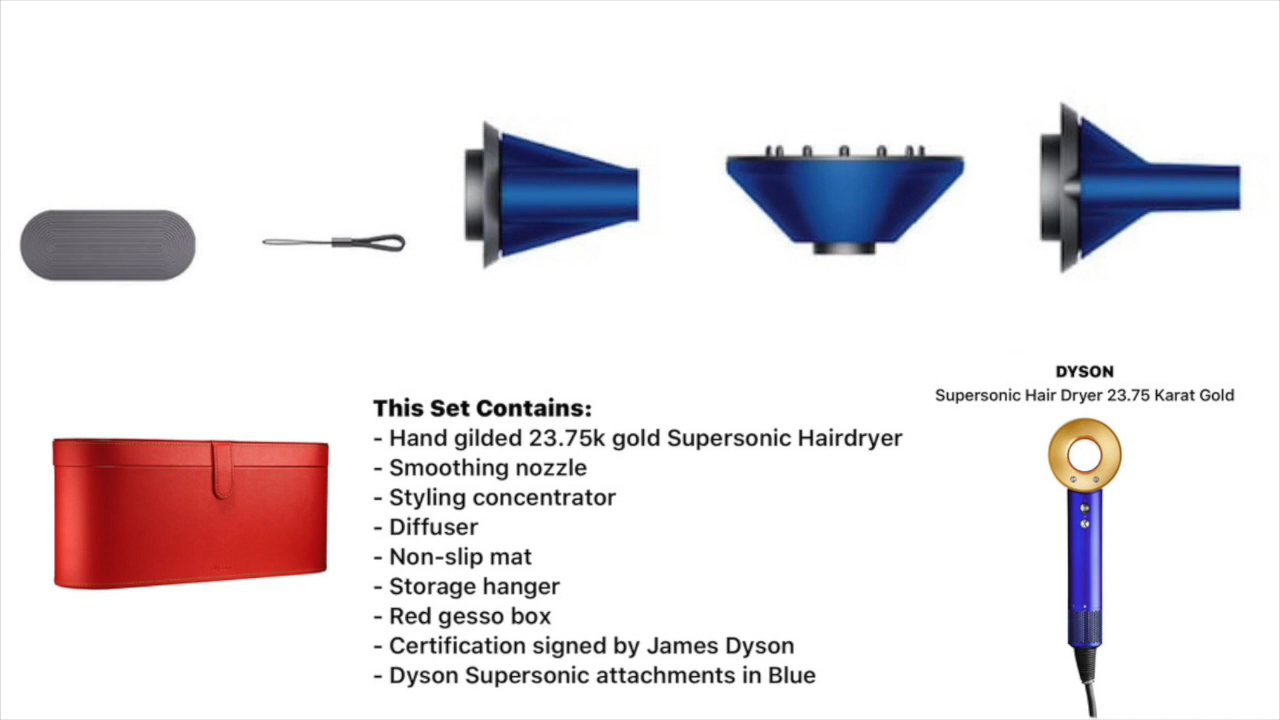 DYSON
Supersonic Hair Dryer 23.75 Karat Gold
This Set Contains:
- Hand gilded 23.75k gold Supersonic Hairdryer
- Smoothing nozzle
- Styling concentrator
- Diffuser
- Non-slip mat
- Storage hanger
- Red gesso box
- Certification signed by James Dyson
- Dyson Supersonic attachments in Blue